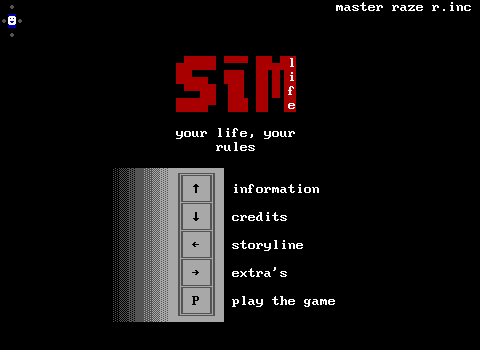 master raze r.inc
SiM
life
your life, your
rules
↑ information
↓ credits
← storyline
→ extra's
P play the game